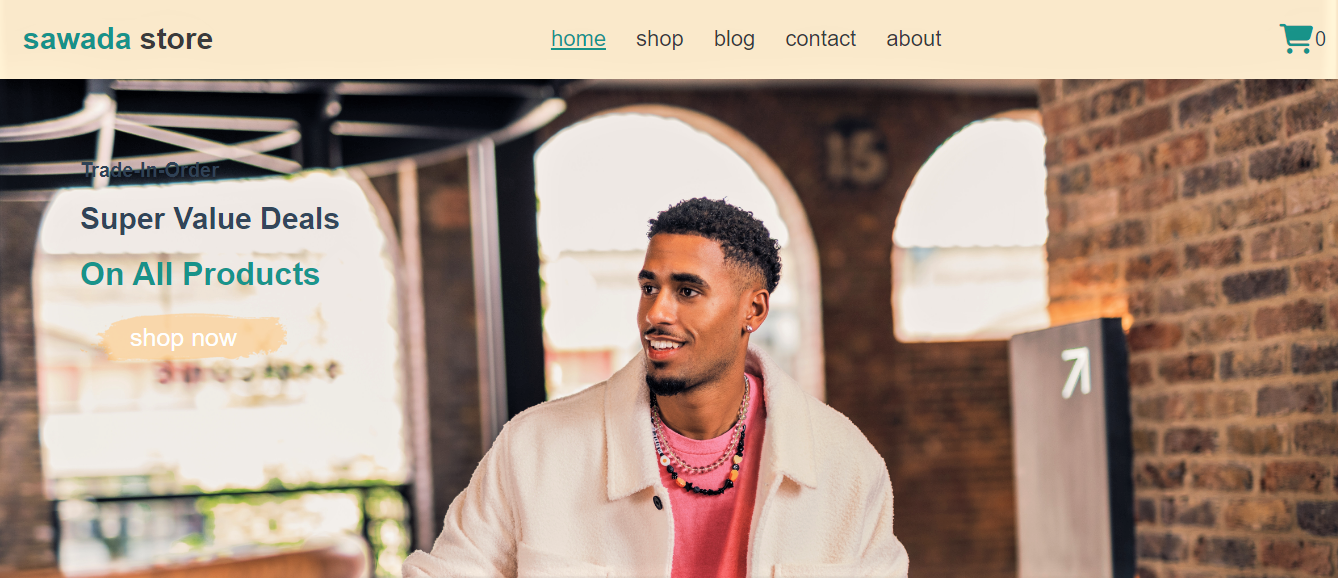 sawada store
home shop blog contact about
0
Trade-In-Order
Super Value Deals
On All Products
shop now
15